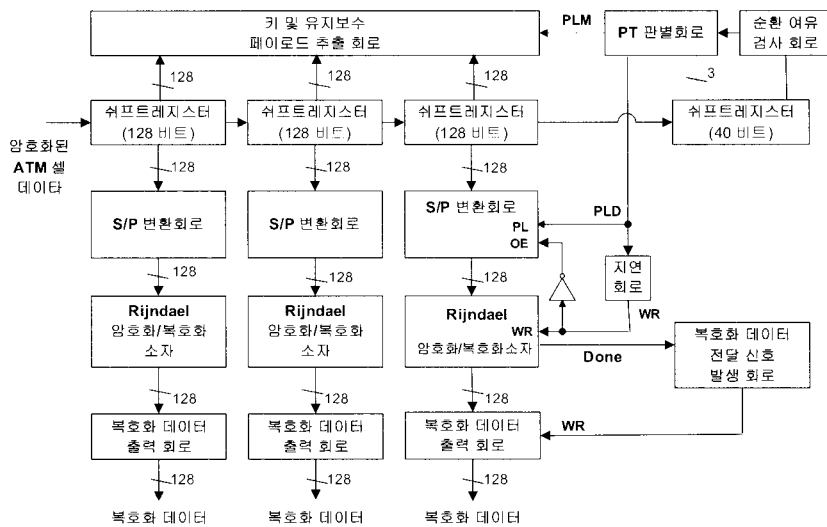 키 및 유지보수
페이로드 추출 회로
PLM
PT 판별회로
순환 여유
검사 회로
128
128
128
3
쉬프트레지스터
(128 비트)
쉬프트레지스터
(128 비트)
쉬프트레지스터
(128 비트)
쉬프트레지스터
(40 비트)
암호화된
ATM 셀
데이타
128
128
128
S/P 변환회로
S/P 변환회로
S/P 변환회로
PL
OE
PLD
지연
회로
WR
128
128
128
Rijndael
암호화/복호화
소자
Rijndael
암호화/복호화
소자
Rijndael
WR
암호화/복호화소자
Done
복호화 데이터
전달 신호
발생 회로
128
128
128
복호화 데이터
출력 회로
복호화 데이터
출력 회로
복호화 데이터
출력 회로
WR
128
128
128
복호화 데이터
복호화 데이터
복호화 데이터